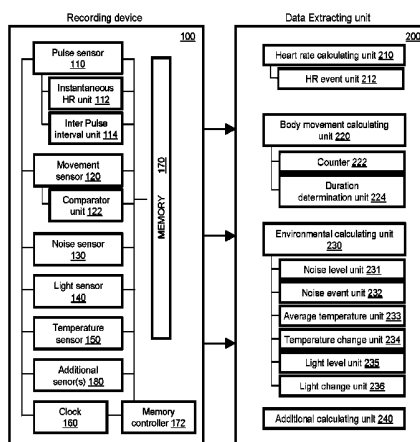 Recording device
100
Pulse sensor
110
Instantaneous
HR unit 112
Inter Pulse
interval unit 114
Movement
sensor 120
Comparator
unit 122
Noise sensor
130
Light sensor
140
Temperature
sensor 150
Additional
senor(s) 180
Clock
160
Memory
controller 172
MEMORY 170
Data Extracting unit
200
Heart rate calculating unit 210
HR event unit 212
Body movement calculating
unit 220
Counter 222
Duration
determination unit 224
Environmental calculating unit
230
Noise level unit 231
Noise event unit 232
Average temperature unit 233
Temperature change unit 234
Light level unit 235
Light change unit 236
Additional calculating unit 240